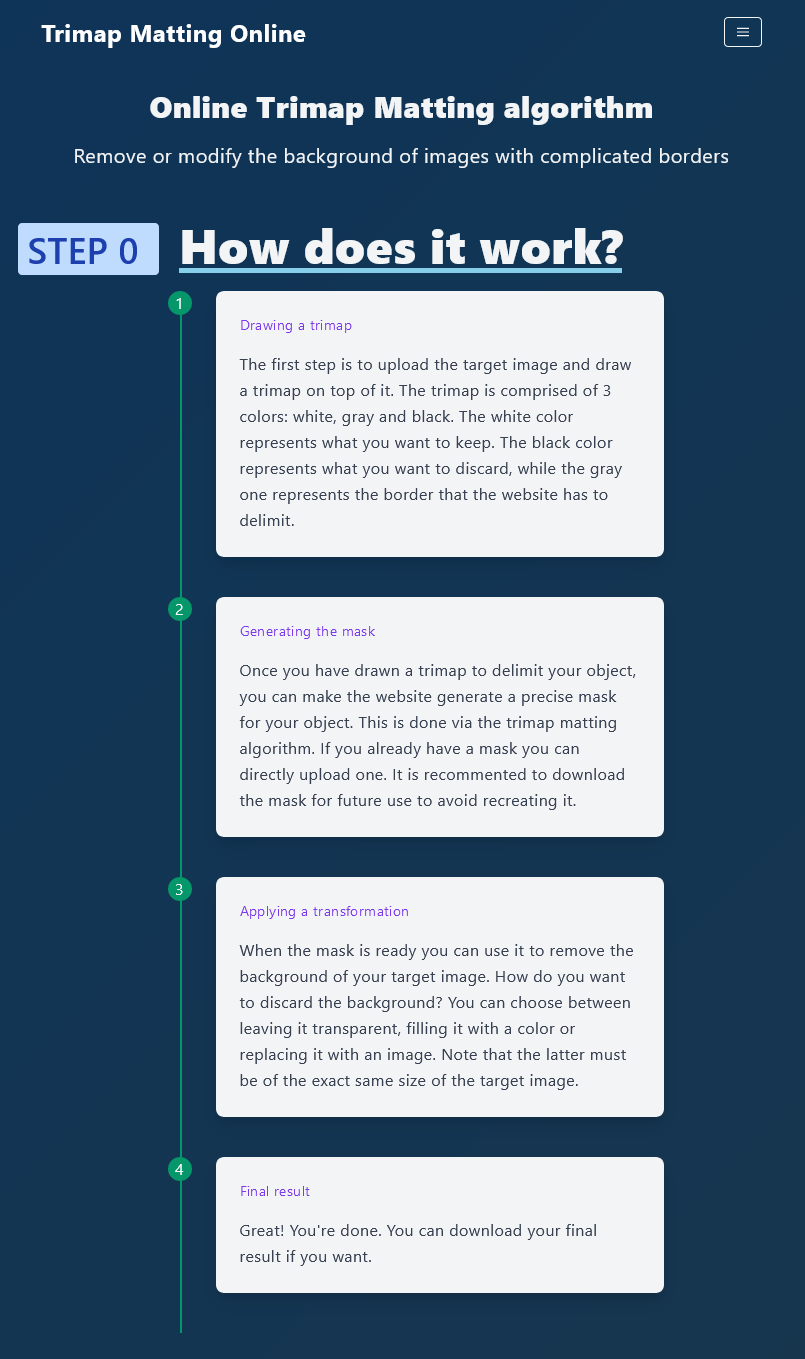 Trimap Matting Online
Online Trimap Matting algorithm
Remove or modify the background of images with complicated borders
STEP 0 How does it work?
1
Drawing a trimap
The first step is to upload the target image and draw
a trimap on top of it. The trimap is comprised of 3
colors: white, gray and black. The white color
represents what you want to keep. The black color
represents what you want to discard, while the gray
one represents the border that the website has to
delimit.
2
Generating the mask
Once you have drawn a trimap to delimit your object,
you can make the website generate a precise mask
for your object. This is done via the trimap matting
algorithm. If you already have a mask you can
directly upload one. It is recommented to download
the mask for future use to avoid recreating it.
3
Applying a transformation
When the mask is ready you can use it to remove the
background of your target image. How do you want
to discard the background? You can choose between
leaving it transparent, filling it with a color or
replacing it with an image. Note that the latter must
be of the exact same size of the target image.
4
Final result
Great! You're done. You can download your final
result if you want.